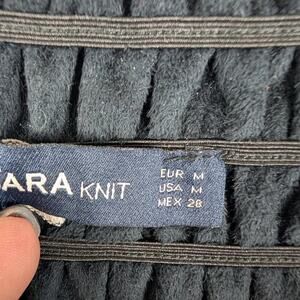 ARA KNIT
EUR M
USA M
MEX 28